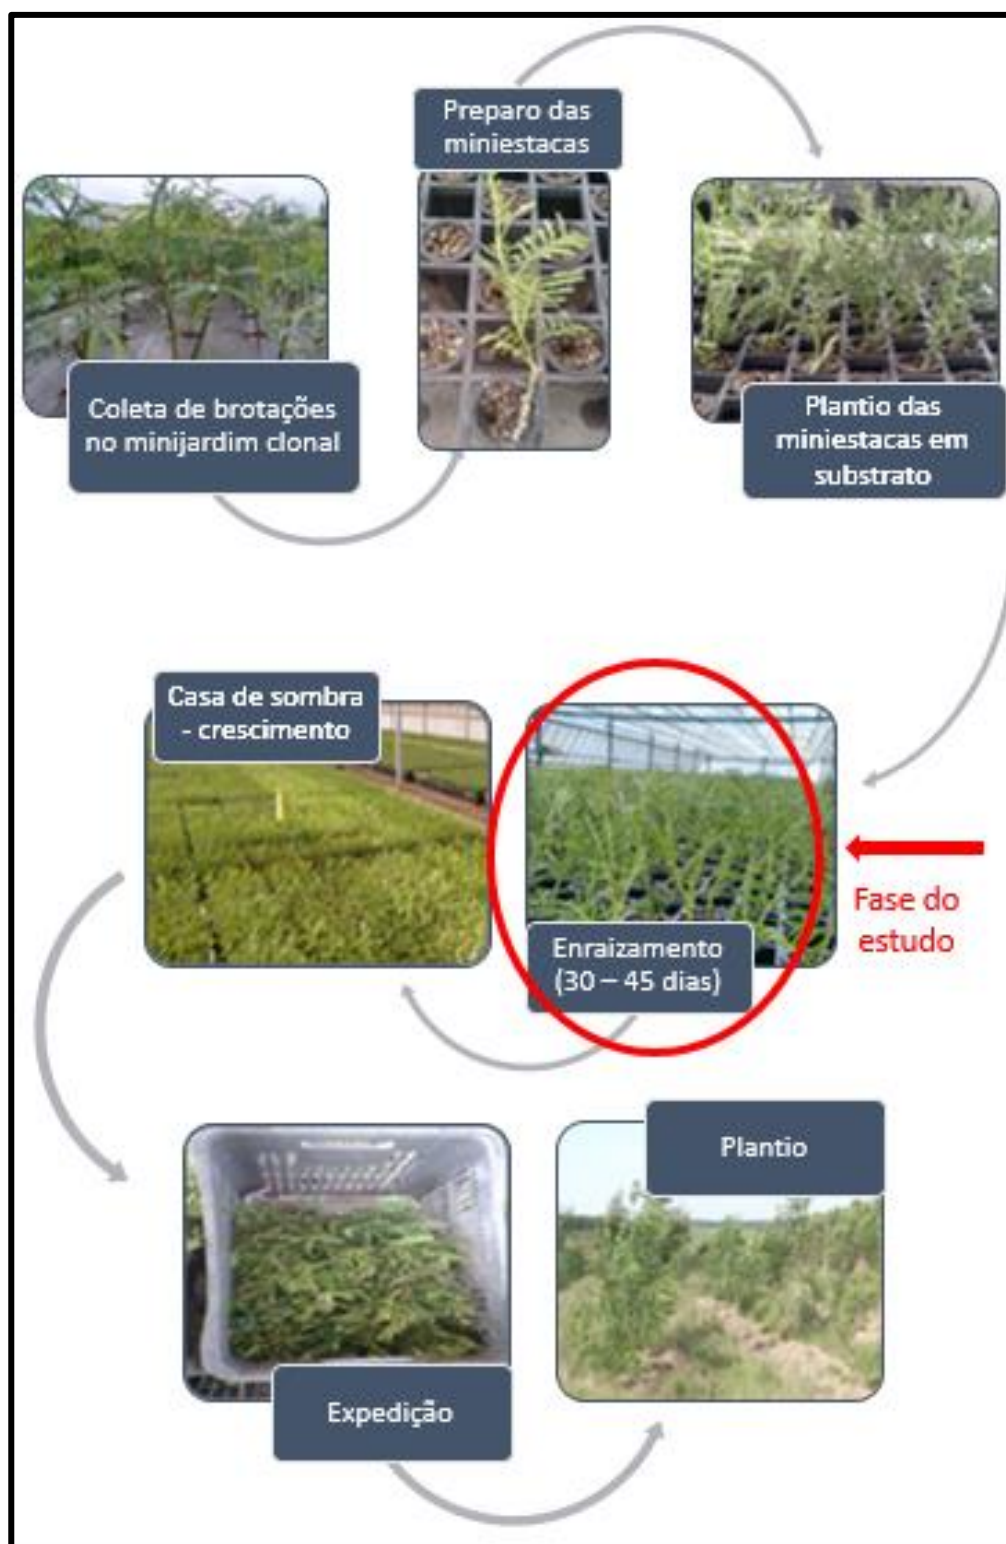 Coleta de brotações
no minijardim clonal
Preparo das
miniestacas
Plantio das
miniestacas em
substrato
Enraizamento
(30 – 45 dias)
Fase do
estudo
Casa de sombra
- crescimento
Expedição
Plantio